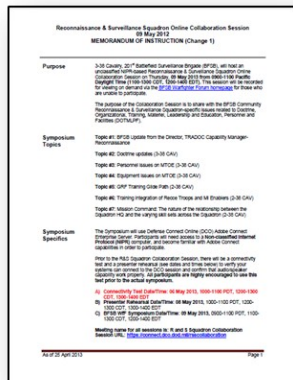 Reconnaissance & Surveillance Squadron Online Collaboration Session
09 May 2012
MEMORANDUM OF INSTRUCTION (Change 1)
Purpose
3-38 Cavalry, 201st Battlefield Surveillance Brigade (BFSB), will host an
unclassified NIPR-based Reconnaissance & Surveillance Squadron Online
Collaboration Session on Thursday, 09 May 2013 from 0900-1100 Pacific
Daylight Time (1100-1300 CDT, 1200-1400 EDT). This session will be recorded
for viewing on demand via the BFSB Warfighter Forum homepage for those who
are unable to participate.
The purpose of the Collaboration Session is to share with the BFSB Community
Reconnaissance & Surveillance Squadron-specific issues related to Doctrine,
Organizational, Training, Materiel, Leadership and Education, Personnel and
Facilities (DOTMLPF).
Symposium
Topics
Topic #1: BFSB Update from the Director, TRADOC Capability Manager-
Reconnaissance
Topic #2: Doctrine updates (3-38 CAV)
Topic #3: Personnel Issues on MTOE (3-38 CAV)
Topic #4: Equipment Issues on MTOE (3-38 CAV)
Topic #5: GRF Training Glide Path (2-38 CAV)
Topic #6: Training Integration of Recce Troops and MI Enablers (2-38 CAV)
Topic #7: Mission Command: The nature of the relationship between the
Squadron HQ and the varying skill sets across the Squadron (2-38 CAV)
Symposium
Specifics
The Symposium will use Defense Connect Online (DCO) Adobe Connect
Enterprise Server. Participants will need access to a Non-classified Internet
Protocol (NIPR) computer, and become familiar with Adobe Connect
capabilities in order to participate.
Prior to the R&S Squadron Collaboration Session, there will be a connectivity
test and a presenter rehearsal (see dates and times below) to verify your
systems can connect to the DCO session and confirm that audio/speaker
capability work properly. All participants are highly encouraged to use this
test prior to the actual symposium.
A) Connectivity Test Date/Time: 06 May 2013, 1000-1100 PDT, 1200-1300
CDT, 1300-1400 EDT
B) Presenter Rehearsal Date/Time: 08 May 2013, 1000-1100 PDT, 1200-
1300 CDT, 1300-1400 EDT
C) BFSB WfF Symposium Date/Time: 09 May 2013, 0900-1100 PDT, 1100-
1300 CDT, 1200-1400 EDT
Meeting name for all sessions is: R and S Squadron Collaboration
Session URL: https://connect.dco.dod.mil/rscollaboration
As of 25 April 2013
Page 1